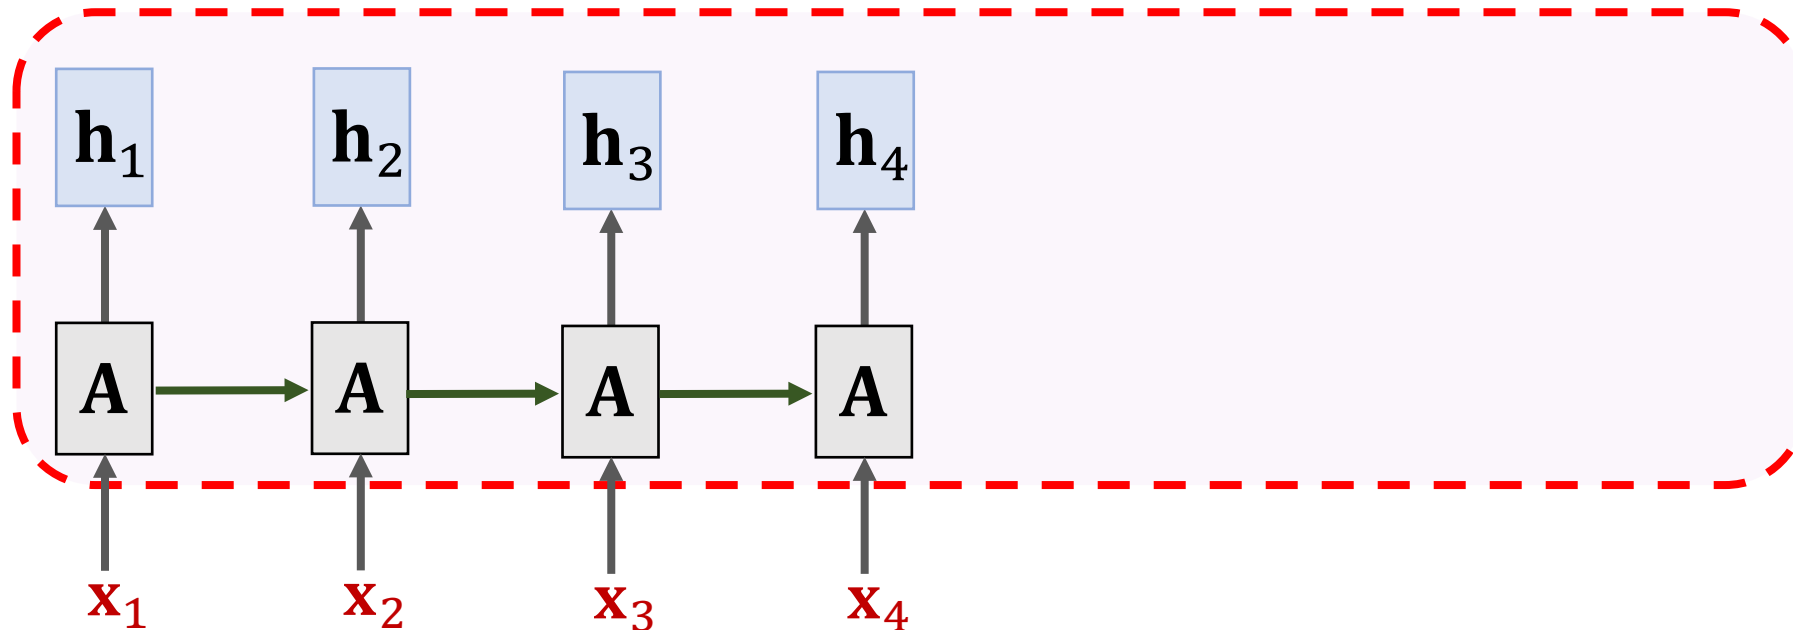 h₁ h₂ h₃ h₄
A A A A
x₁ x₂ x₃ x₄